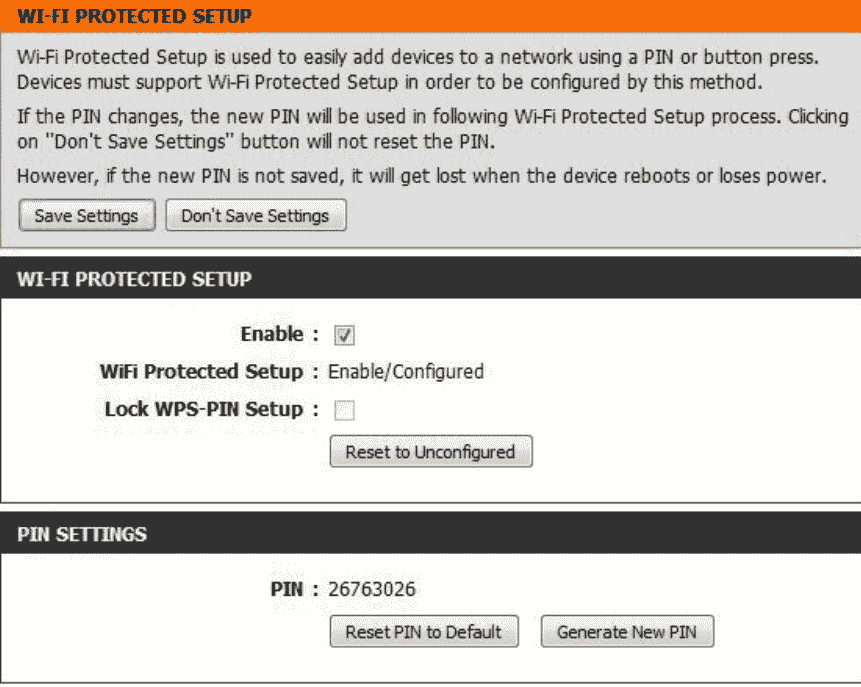 WI-FI PROTECTED SETUP
Wi-Fi Protected Setup is used to easily add devices to a network using a PIN or button press.
Devices must support Wi-Fi Protected Setup in order to be configured by this method.
If the PIN changes, the new PIN will be used in following Wi-Fi Protected Setup process. Clicking
on "Don't Save Settings" button will not reset the PIN.
However, if the new PIN is not saved, it will get lost when the device reboots or loses power.
Save Settings Don't Save Settings
WI-FI PROTECTED SETUP
Enable :
WiFi Protected Setup : Enable/Configured
Lock WPS-PIN Setup :
Reset to Unconfigured
PIN SETTINGS
PIN : 26763026
Reset PIN to Default Generate New PIN